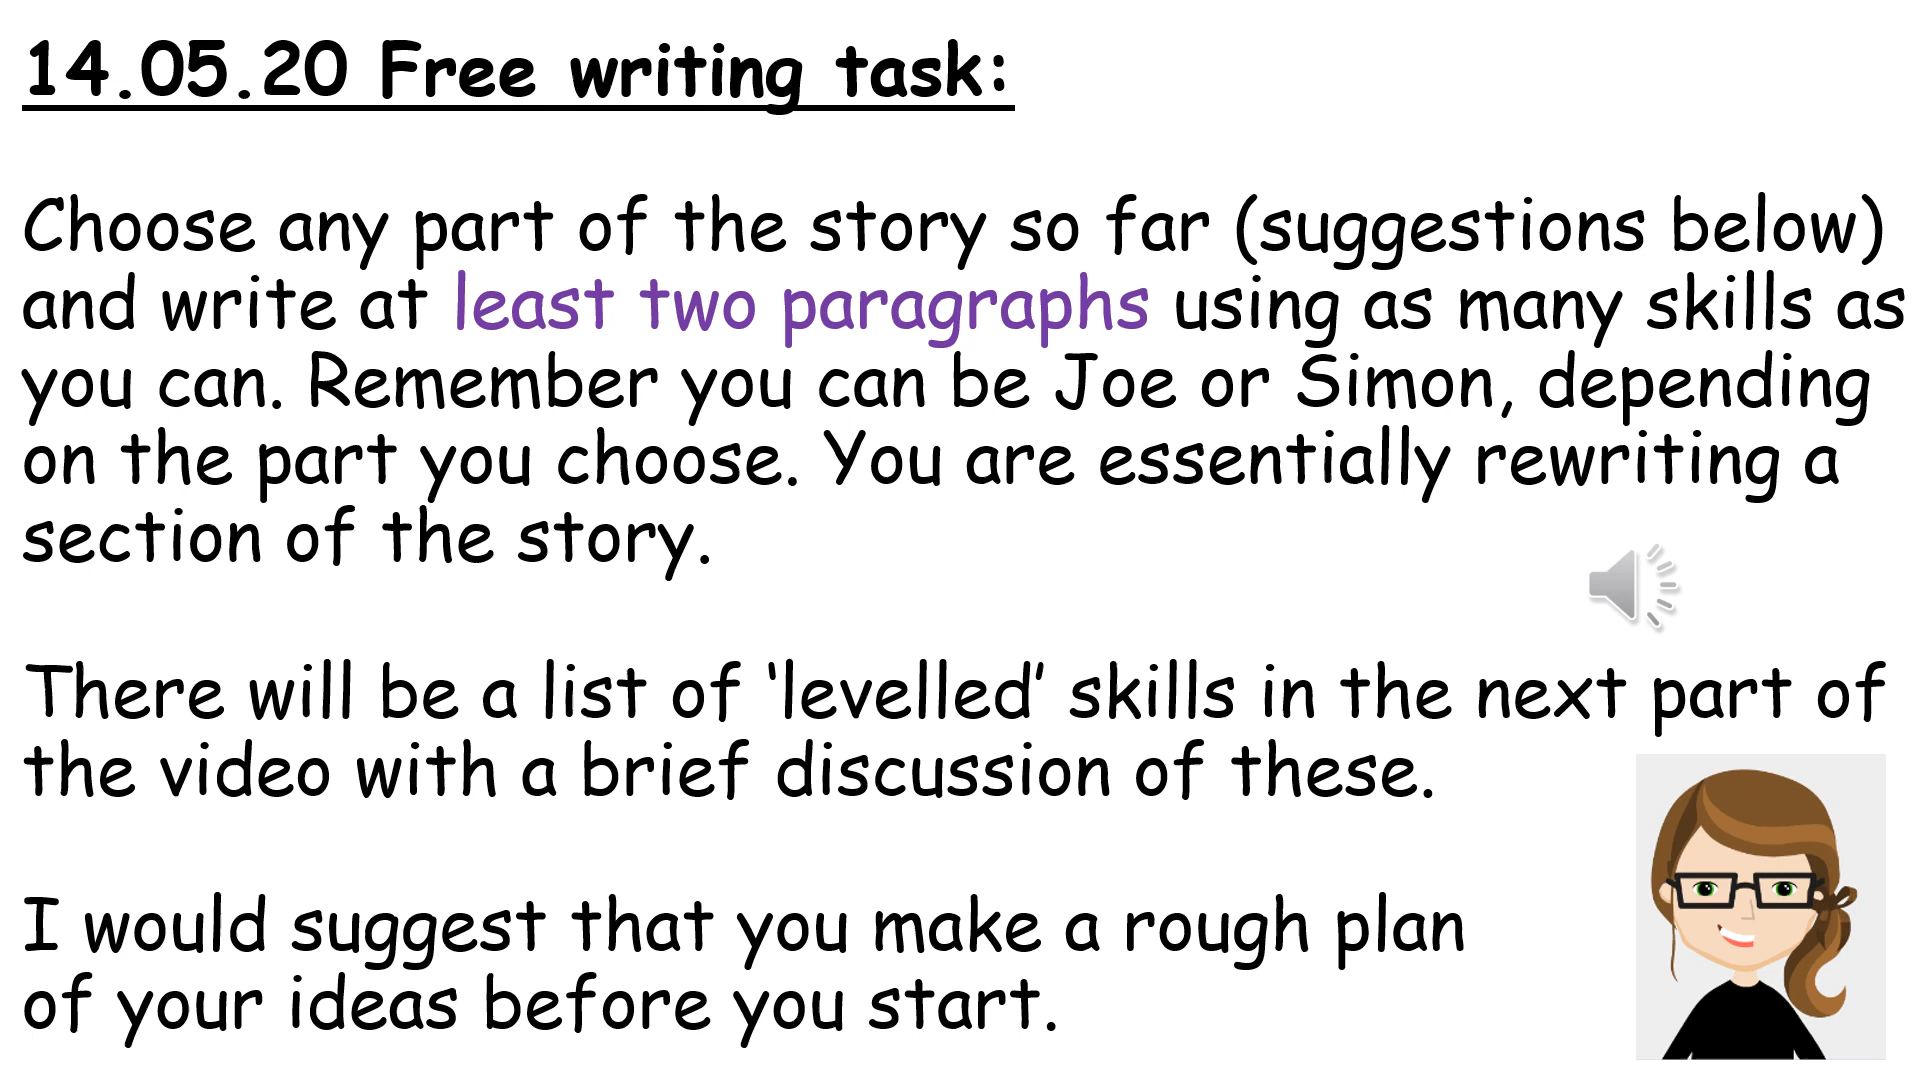 14.05.20 Free writing task:
Choose any part of the story so far (suggestions below)
and write at least two paragraphs using as many skills as
you can. Remember you can be Joe or Simon, depending
on the part you choose. You are essentially rewriting a
section of the story.
There will be a list of ‘levelled’ skills in the next part of
the video with a brief discussion of these.
I would suggest that you make a rough plan
of your ideas before you start.